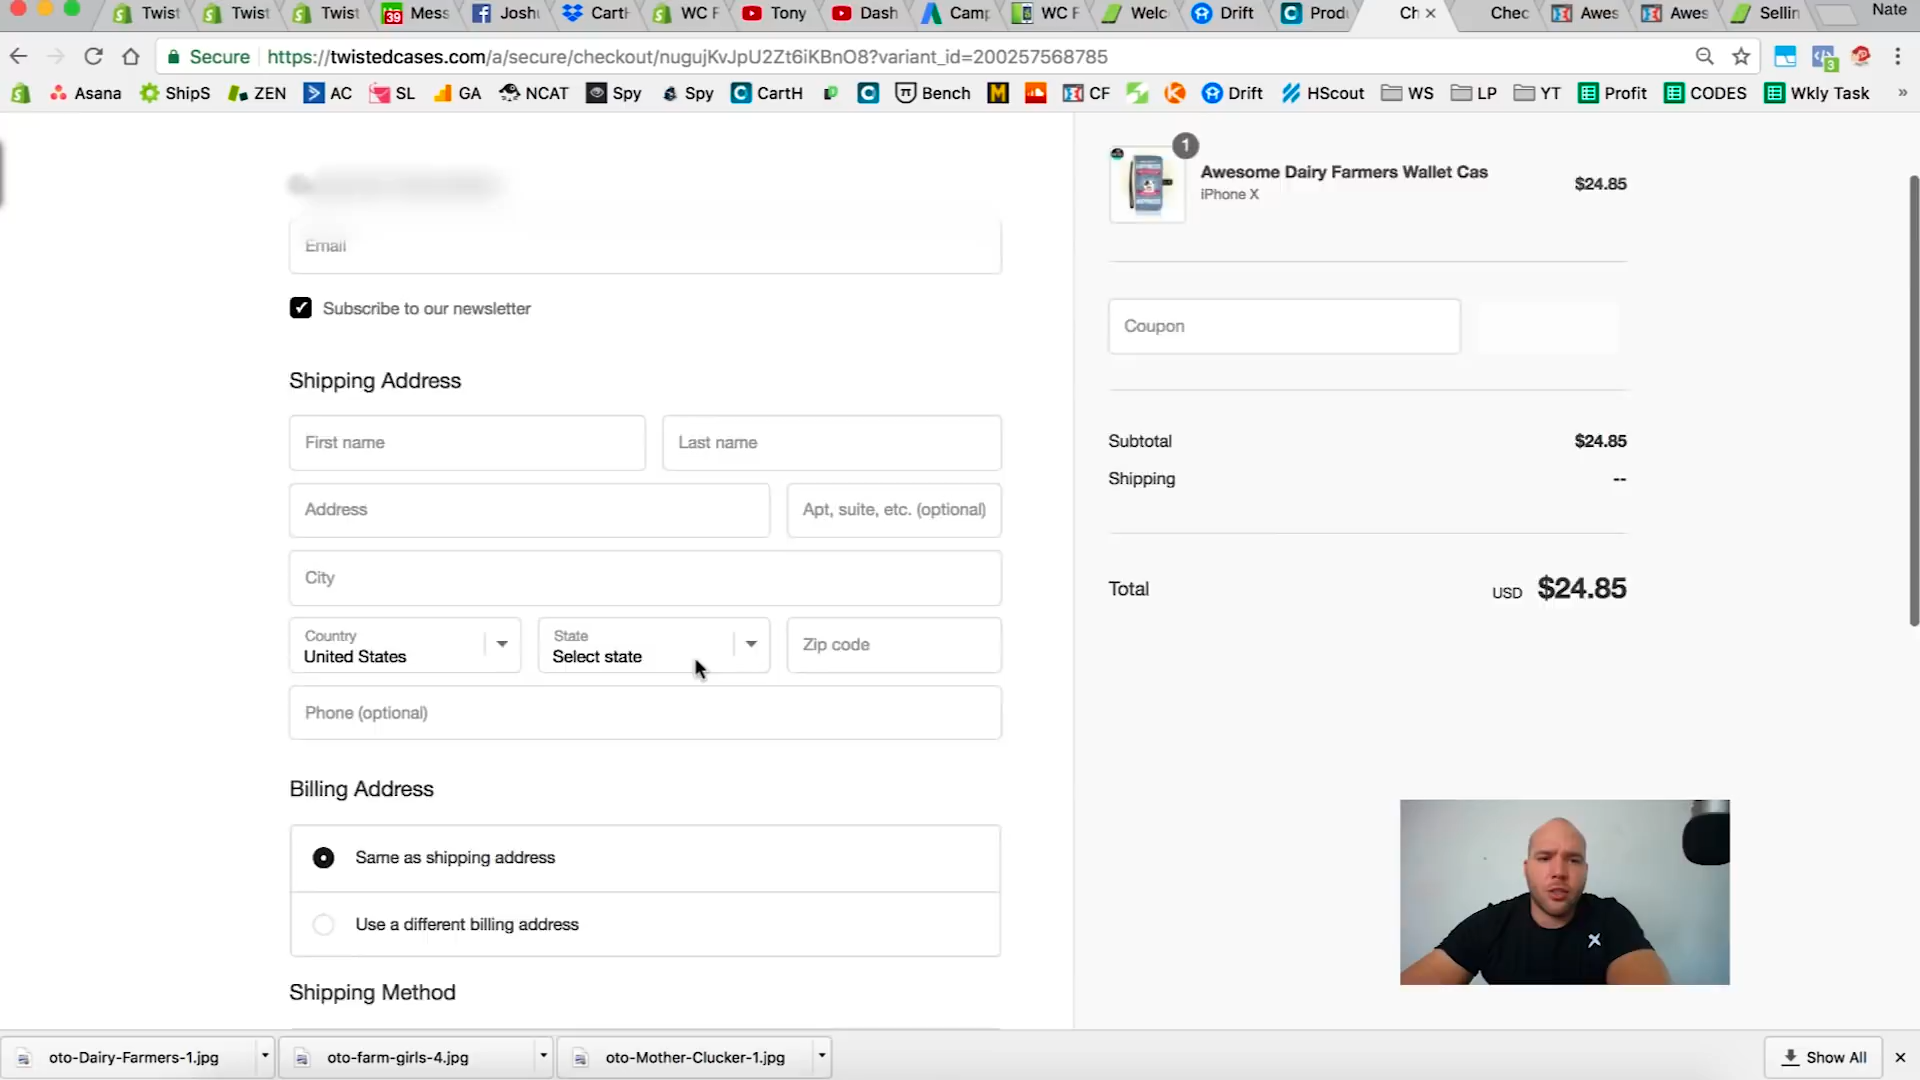 Twist
Twist
Twist
39
Mess
Josh
Cart
WC F
Tony
Dash
Camp
WC F
Welc
Drift
Prod
Ch
Chec
Awes
Awes
Sellin
Nate
Secure https://twistedcases.com/a/secure/checkout/nugujKvJpU2Zt6iKBnO8?variant_id=200257568785
3
Asana ShipS ZEN AC SL GA NCAT Spy Spy CartH Bench CF Drift HScout WS LP YT Profit CODES Wkly Task »
Email
Subscribe to our newsletter
Shipping Address
First name
Last name
Address
Apt, suite, etc. (optional)
City
Country
United States
State
Select state
Zip code
Phone (optional)
Billing Address
Same as shipping address
Use a different billing address
Shipping Method
1
Awesome Dairy Farmers Wallet Cas
iPhone X
$24.85
Coupon
Subtotal $24.85
Shipping --
Total USD $24.85
oto-Dairy-Farmers-1.jpg
oto-farm-girls-4.jpg
oto-Mother-Clucker-1.jpg
Show All